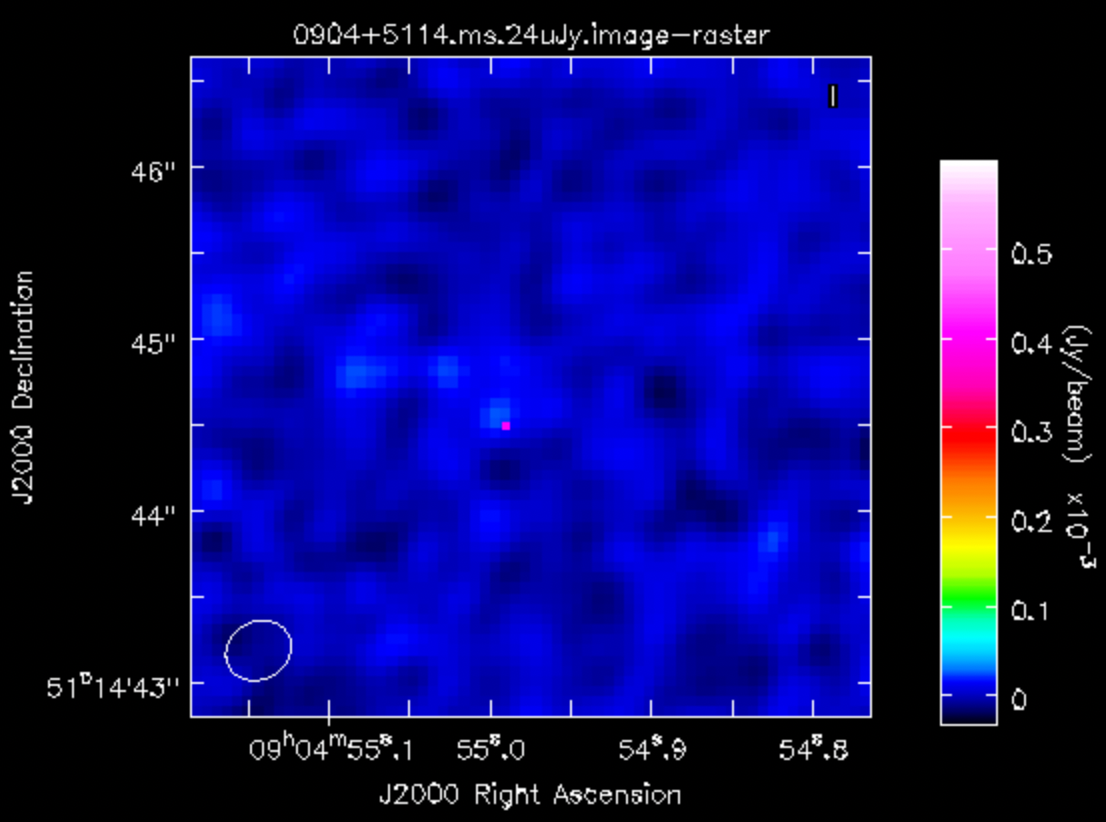 0904+5114.ms.24uJy.image-raster
I
46"
45"
44"
51°14'43"
J2000 Declination
09h04m55s.1 55s.0 54s.9 54s.8
J2000 Right Ascension
0.5
0.4
0.3
0.2
0.1
0
(Jy/beam) x10-3